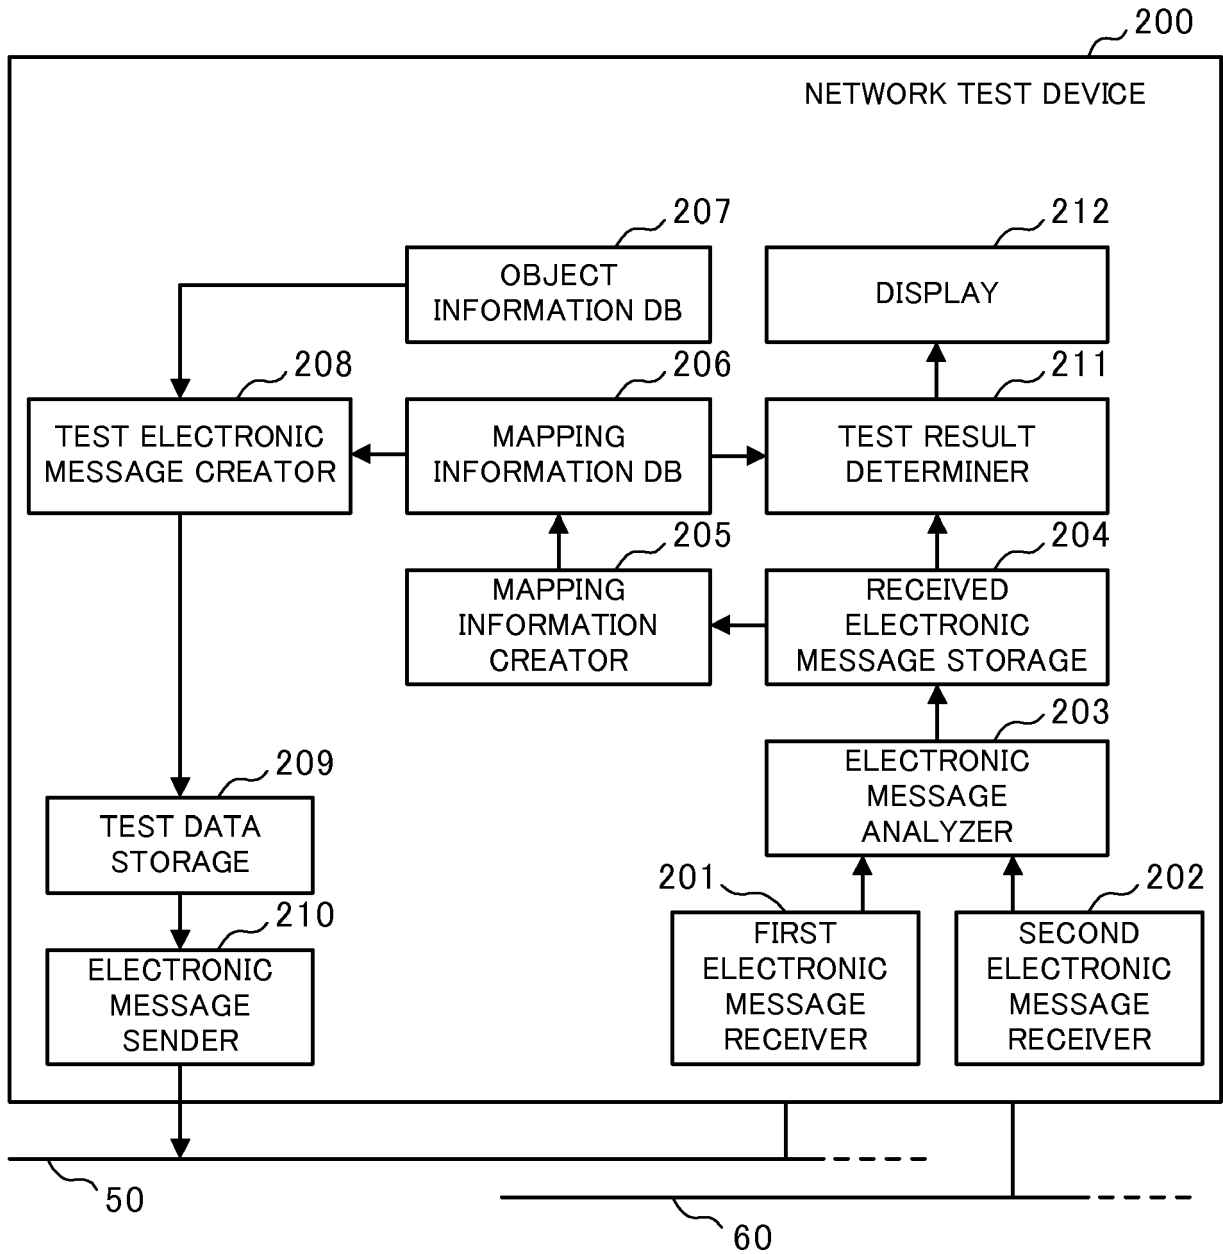 200
NETWORK TEST DEVICE
207
OBJECT
INFORMATION DB
212
DISPLAY
208
TEST ELECTRONIC
MESSAGE CREATOR
206
MAPPING
INFORMATION DB
211
TEST RESULT
DETERMINER
205
MAPPING
INFORMATION
CREATOR
204
RECEIVED
ELECTRONIC
MESSAGE STORAGE
203
ELECTRONIC
MESSAGE
ANALYZER
209
TEST DATA
STORAGE
210
ELECTRONIC
MESSAGE
SENDER
201
FIRST
ELECTRONIC
MESSAGE
RECEIVER
202
SECOND
ELECTRONIC
MESSAGE
RECEIVER
50
60